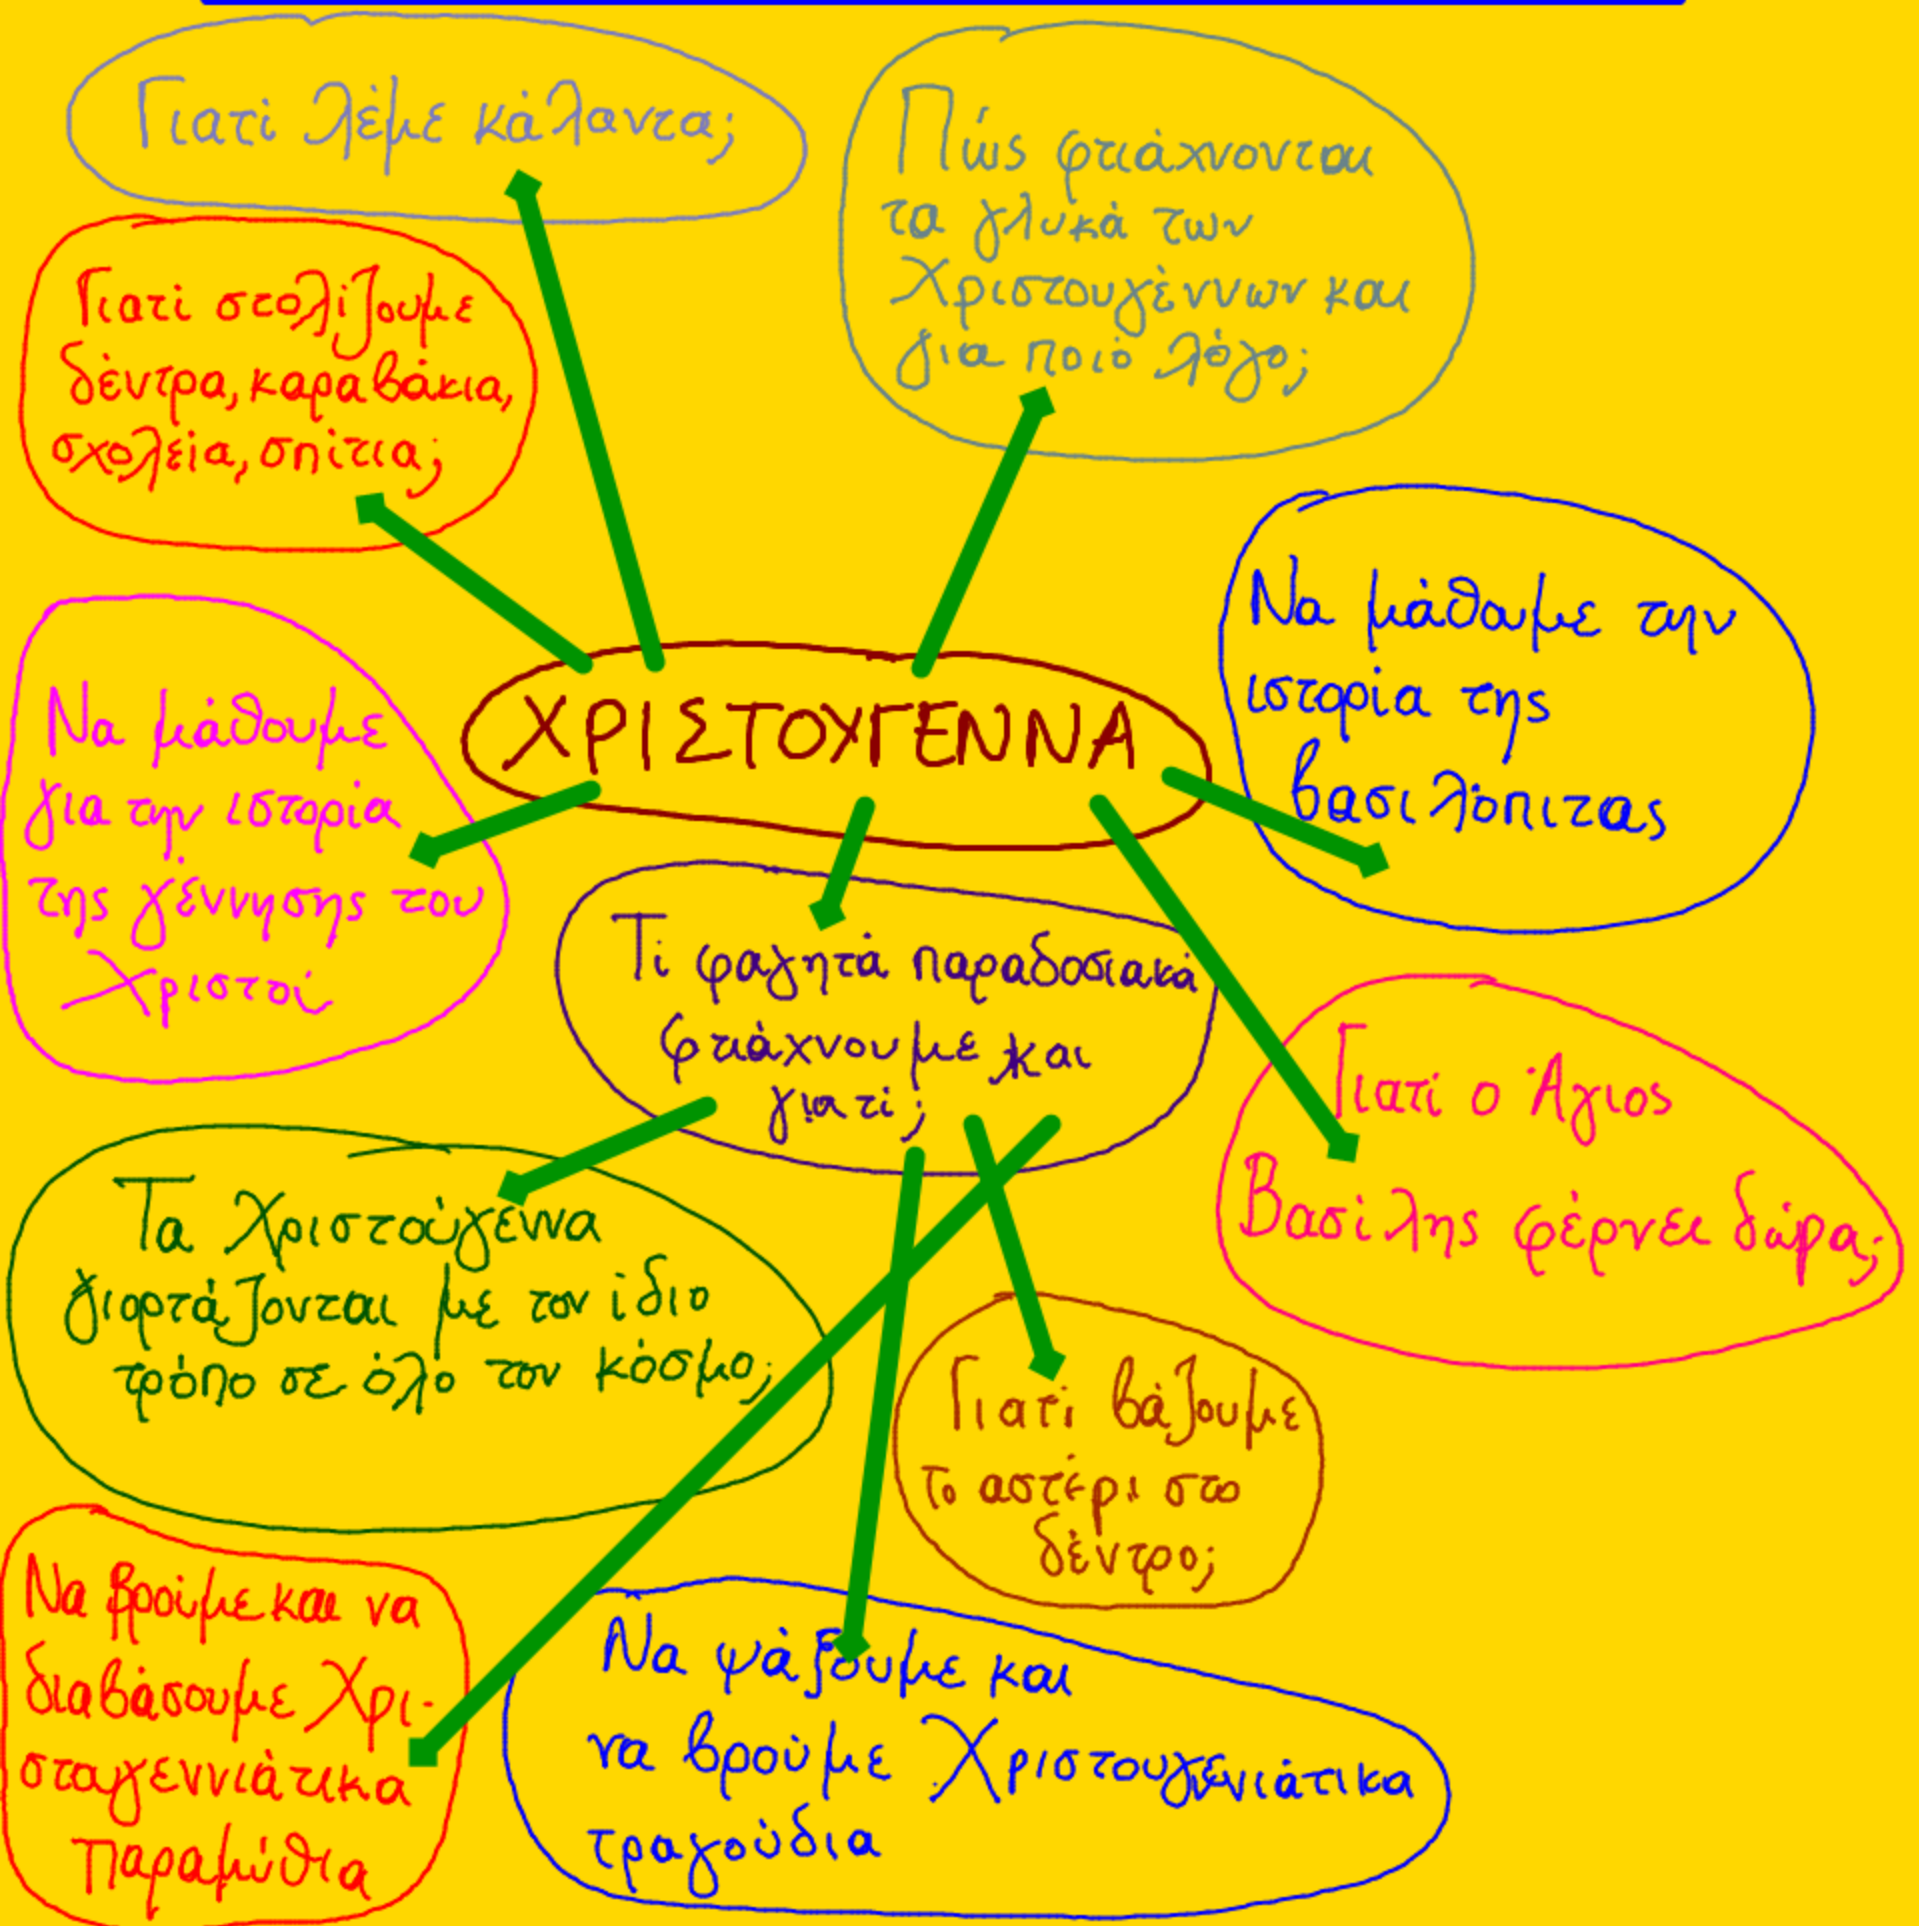 Γιατί λέμε κάλαντα;
Πώς φτιάχνονται
τα γλυκά των
Χριστουγέννων και
για ποιό λόγο;
Γιατί στολίζουμε
δέντρα, καραβάκια,
σχολεία, σπίτια;
Να μάθουμε την
ιστορία της
βασιλόπιτας
ΧΡΙΣΤΟΥΓΕΝΝΑ
Να μάθουμε
για την ιστορία
της γέννησης του
Χριστού
Τί φαγητά παραδοσιακά
φτιάχνουμε και
γιατί;
Γιατί ο Άγιος
Βασίλης φέρνει δώρα;
Τα Χριστούγεννα
γιορτάζονται με τον ίδιο
τρόπο σε όλο τον κόσμο;
Γιατί βάζουμε
το αστέρι στο
δέντρο;
Να βρούμε και να
διαβάσουμε Χρι-
στουγεννιάτικα
παραμύθια
Να ψάξουμε και
να βρούμε Χριστουγενιάτικα
τραγούδια